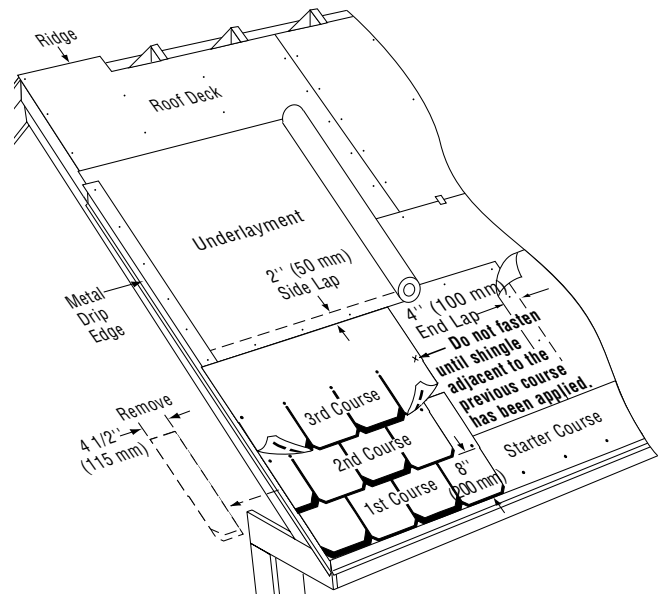 Ridge
Roof Deck
Underlayment
2'' (50 mm)
Side Lap
Metal
Drip
Edge
4'' (100 mm)
End Lap
x
Do not fasten
until shingle
adjacent to the
previous course
has been applied.
Remove
4 1/2''
(115 mm)
3rd Course
2nd Course
1st Course
8''
(200 mm)
Starter Course